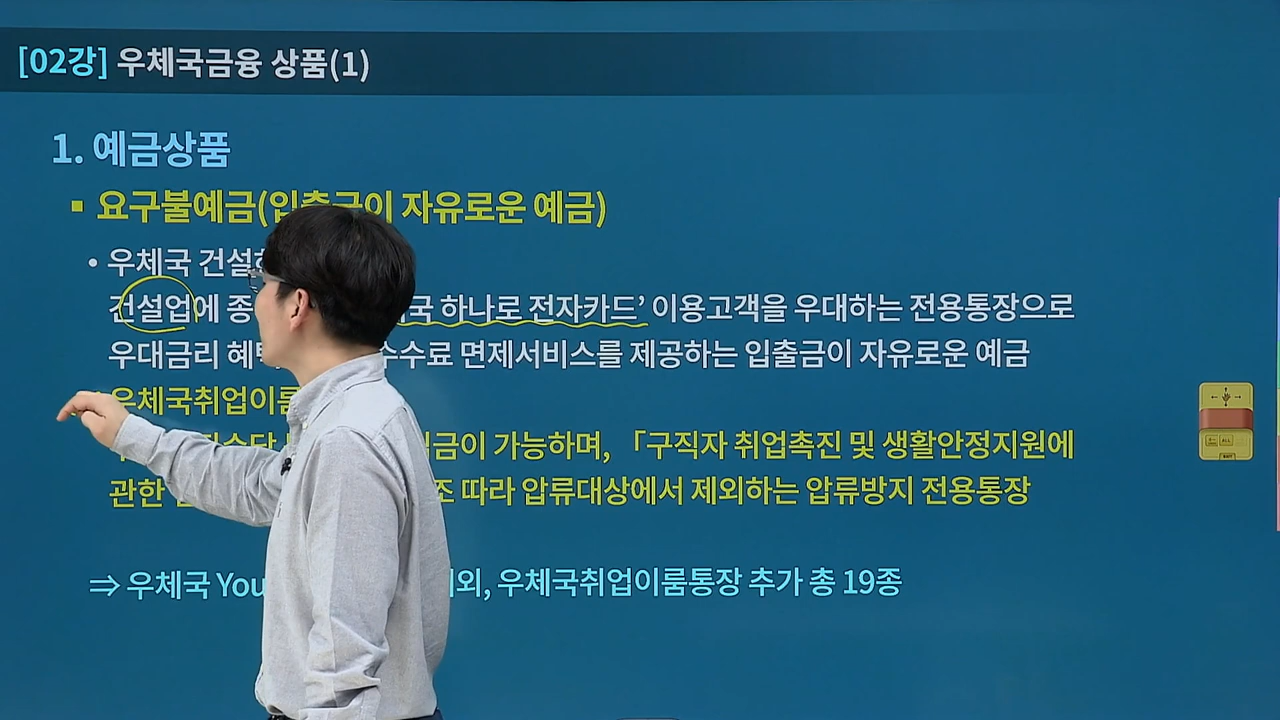 [02강] 우체국금융 상품(1)
1. 예금상품
▪ 요구불예금(입출금이 자유로운 예금)
• 우체국 건설
건설업에 종 국 하나로 전자카드’ 이용고객을 우대하는 전용통장으로
우대금리 혜 수수료 면제서비스를 제공하는 입출금이 자유로운 예금
우체국취업이룸
입금이 가능하며, 「구직자 취업촉진 및 생활안정지원에
관한 조 따라 압류대상에서 제외하는 압류방지 전용통장
⇒ 우체국 You 외, 우체국취업이룸통장 추가 총 19종